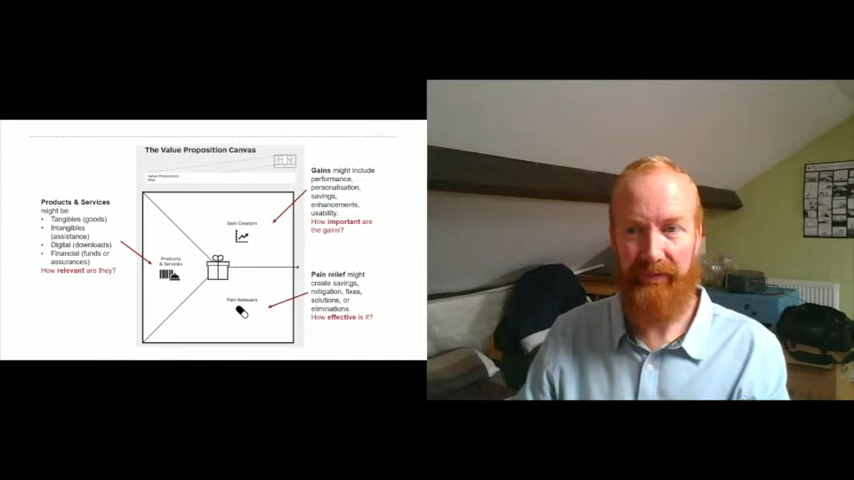 The Value Proposition Canvas
Value Proposition
Products & Services
might be:
• Tangibles (goods)
• Intangibles
(assistance)
• Digital (downloads)
• Financial (funds or
assurances)
How relevant are they?
Gain Creators
Products
& Services
Pain Relievers
Gains might include
performance,
personalisation,
savings,
enhancements,
usability.
How important are
the gains?
Pain relief might
create savings,
mitigation, fixes,
solutions, or
eliminations.
How effective is it?